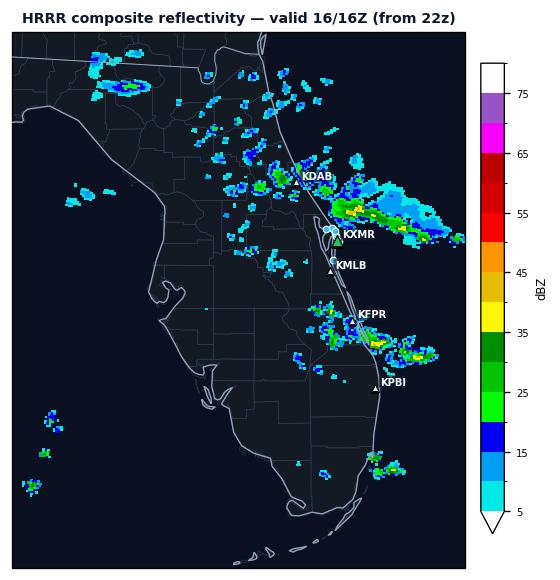 HRRR composite reflectivity — valid 16/16Z (from 22z)
KDAB
KXMR
KMLB
KFPR
KPBI
75
65
55
45
35
25
15
5
dBZ